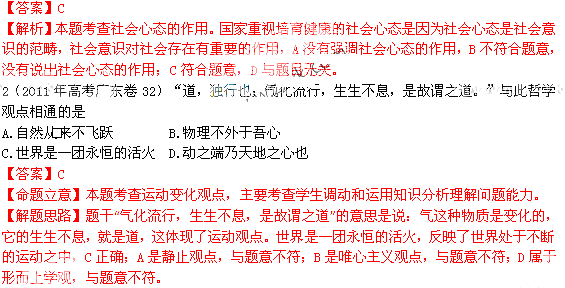 【答案】C
【解析】本题考查社会心态的作用。国家重视培育健康的社会心态是因为社会心态是社会意
识的范畴，社会意识对社会存在有重要的作用，A没有强调社会心态的作用，B不符合题意，
没有说出社会心态的作用；C符合题意，D与题民无关。
2（2011年高考广东卷32）“道，独行也，气化流行，生生不息，是故谓之道。”与此哲学
观点相通的是
A.自然从来不飞跃 B.物理不外于吾心
C.世界是一团永恒的活火 D.动之端乃天地之心也
【答案】C
【命题立意】本题考查运动变化观点，主要考查学生调动和运用知识分析理解问题能力。
【解题思路】题干“气化流行，生生不息，是故谓之道”的意思是说：气这种物质是变化的，
它的生生不息，就是道，这体现了运动观点。世界是一团永恒的活火，反映了世界处于不断
的运动之中，C正确；A是静止观点，与题意不符；B是唯心主义观点，与题意不符；D属于
形而上学观，与题意不符。